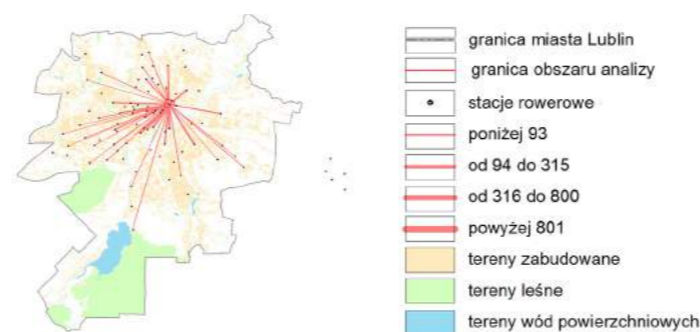 granica miasta Lublin
granica obszaru analizy
stacje rowerowe
poniżej 93
od 94 do 315
od 316 do 800
powyżej 801
tereny zabudowane
tereny leśne
tereny wód powierzchniowych